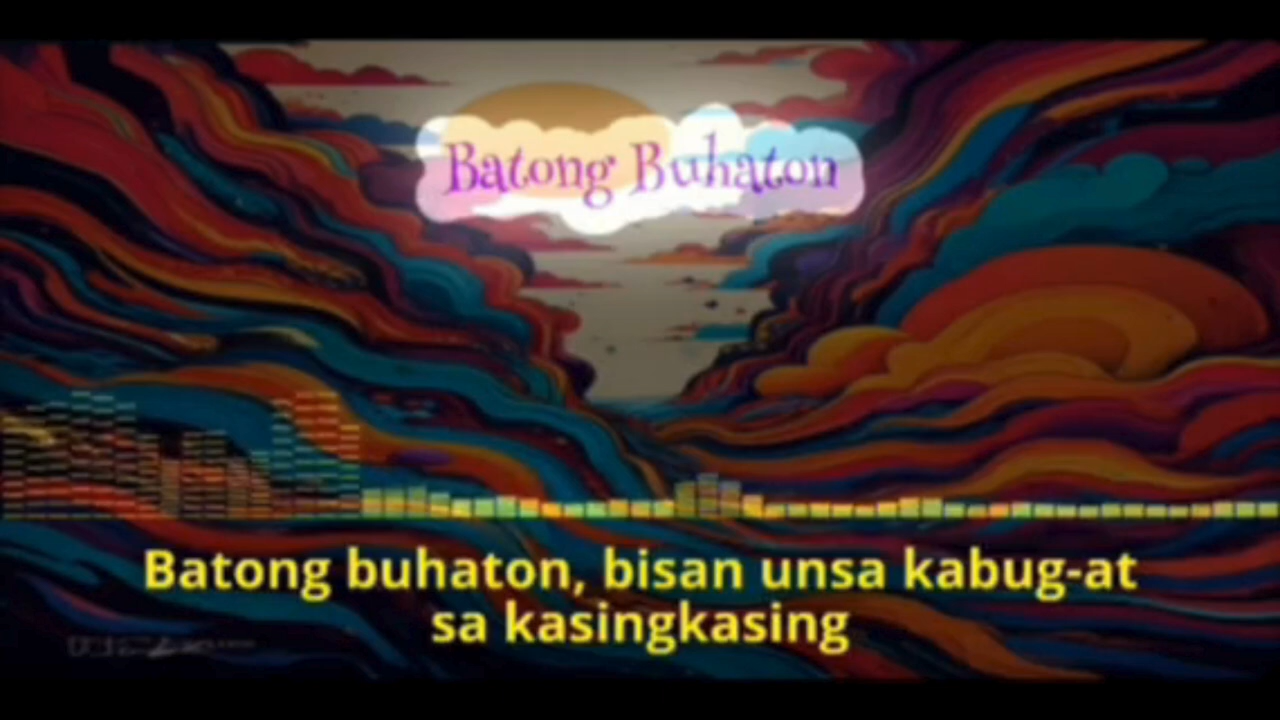 Batong Buhaton
Batong buhaton, bisan unsa kabug-at
sa kasingkasing